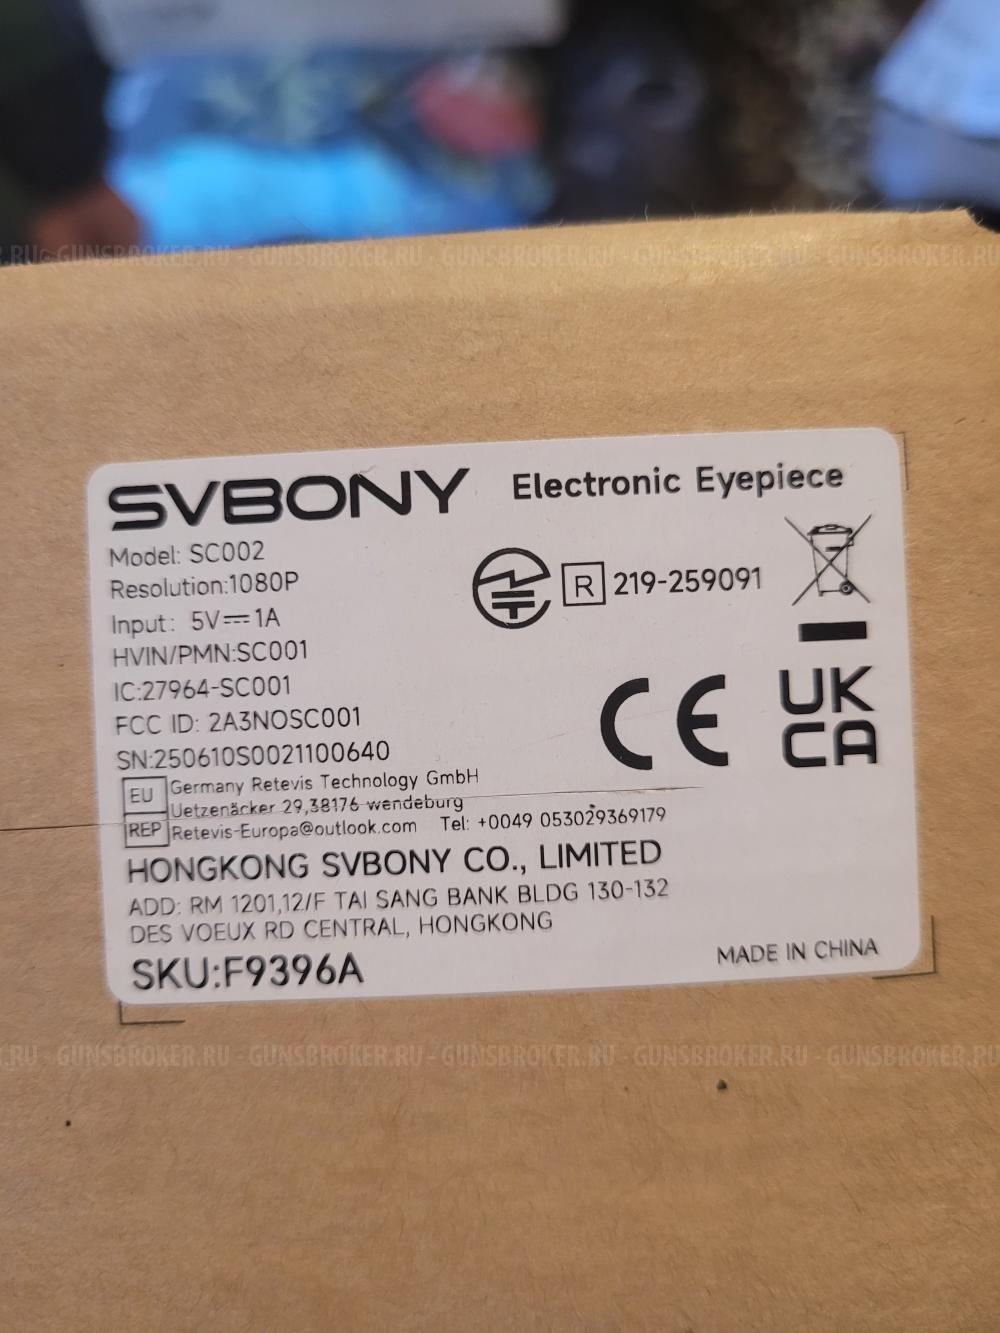 GUNSBROKER.RU - GUNSBROKER.RU - GUNSBROKER.RU - GUNSBROKER.RU
SVBONY Electronic Eyepiece
Model: SC002
Resolution:1080P
R 219-259091
Input: 5V⎓1A
HVIN/PMN:SC001
IC:27964-SC001
FCC ID: 2A3NOSC001
SN:250610S0021100640
CE
UK
CA
EU Germany Retevis Technology GmbH
Uetzenäcker 29,38176 wendeburg
REP Retevis-Europa@outlook.com Tel: +0049 053029369179
HONGKONG SVBONY CO., LIMITED
ADD: RM 1201,12/F TAI SANG BANK BLDG 130-132
DES VOEUX RD CENTRAL, HONGKONG
SKU:F9396A
MADE IN CHINA
.RU - GUNSBROKER.RU - GUNSBROKER.RU - GUNSBROKER.RU - GUNSBROKER.RU - GUNSBROKER.RU